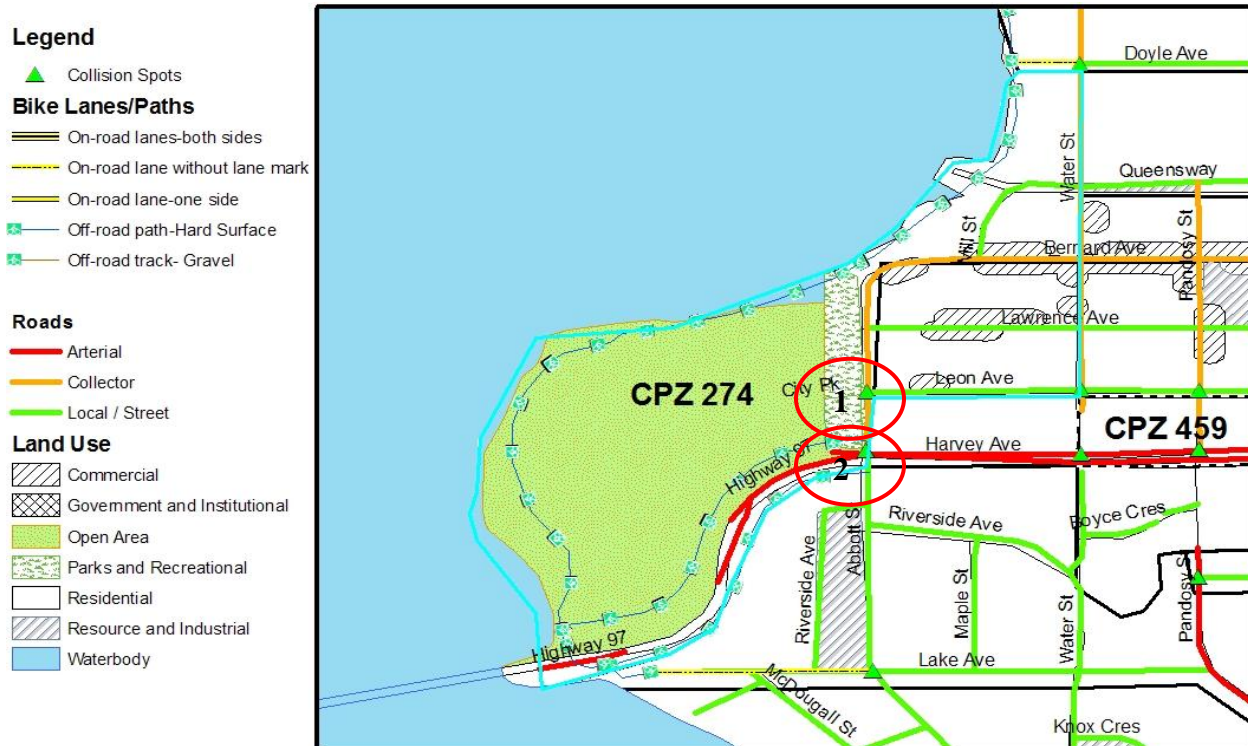 Legend
Collision Spots
Bike Lanes/Paths
On-road lanes-both sides
On-road lane without lane mark
On-road lane-one side
Off-road path-Hard Surface
Off-road track- Gravel
Roads
Arterial
Collector
Local / Street
Land Use
Commercial
Government and Institutional
Open Area
Parks and Recreational
Residential
Resource and Industrial
Waterbody
Doyle Ave
Water St
Queensway
Mill St
Pandosy St
Bernard Ave
Lawrence Ave
City Pk
Leon Ave
CPZ 274
1
CPZ 459
Harvey Ave
Highway 97
2
Riverside Ave
Boyce Cres
Abbott S
Riverside Ave
Maple St
Water St
Pandosy S
Highway 97
Lake Ave
McDougall St
Knox Cres